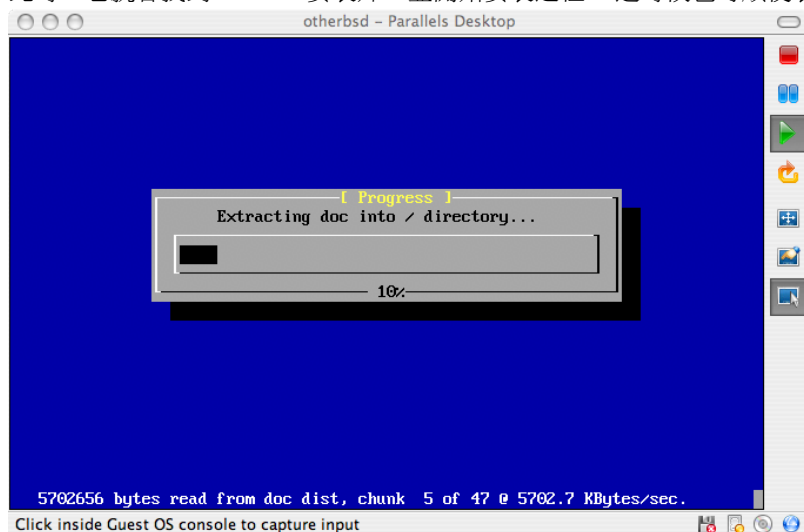 otherbsd – Parallels Desktop
[ Progress ]
Extracting doc into / directory...
10%
5702656 bytes read from doc dist, chunk 5 of 47 @ 5702.7 KBytes/sec.
Click inside Guest OS console to capture input